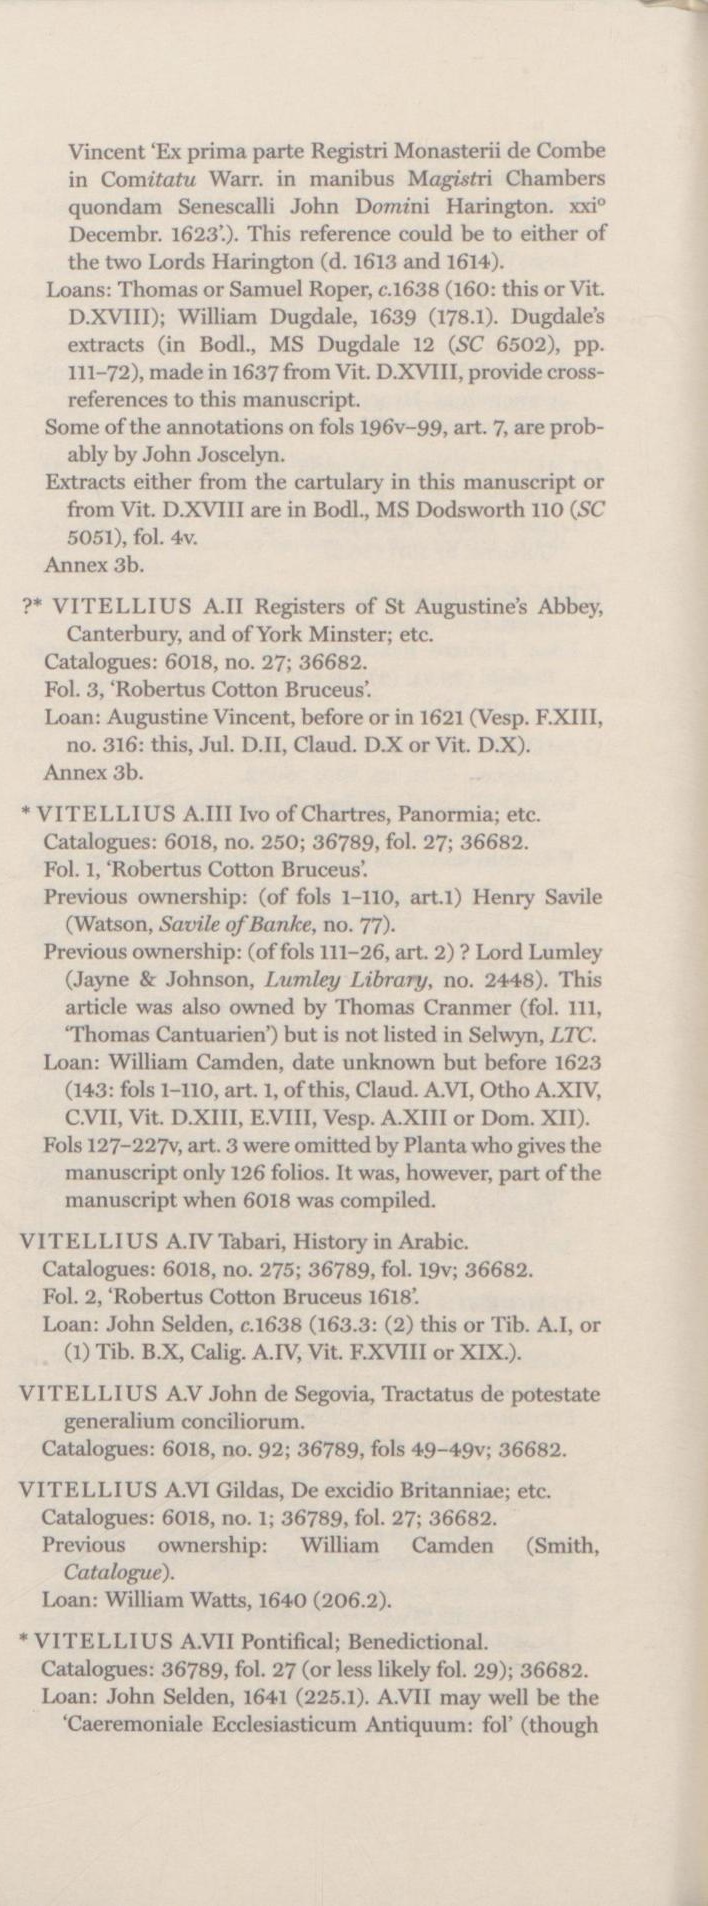 Vincent ‘Ex prima parte Registri Monasterii de Combe
in Comitatu Warr. in manibus Magistri Chambers
quondam Senescalli John Domini Harington. xxiº
Decembr. 1623’.). This reference could be to either of
the two Lords Harington (d. 1613 and 1614).
Loans: Thomas or Samuel Roper, c.1638 (160: this or Vit.
D.XVIII); William Dugdale, 1639 (178.1). Dugdale’s
extracts (in Bodl., MS Dugdale 12 (SC 6502), pp.
111–72), made in 1637 from Vit. D.XVIII, provide cross-
references to this manuscript.
Some of the annotations on fols 196v–99, art. 7, are prob-
ably by John Joscelyn.
Extracts either from the cartulary in this manuscript or
from Vit. D.XVIII are in Bodl., MS Dodsworth 110 (SC
5051), fol. 4v.
Annex 3b.
?* VITELLIUS A.II Registers of St Augustine’s Abbey,
Canterbury, and of York Minster; etc.
Catalogues: 6018, no. 27; 36682.
Fol. 3, ‘Robertus Cotton Bruceus’.
Loan: Augustine Vincent, before or in 1621 (Vesp. F.XIII,
no. 316: this, Jul. D.II, Claud. D.X or Vit. D.X).
Annex 3b.
* VITELLIUS A.III Ivo of Chartres, Panormia; etc.
Catalogues: 6018, no. 250; 36789, fol. 27; 36682.
Fol. 1, ‘Robertus Cotton Bruceus’.
Previous ownership: (of fols 1–110, art.1) Henry Savile
(Watson, Savile of Banke, no. 77).
Previous ownership: (of fols 111–26, art. 2) ? Lord Lumley
(Jayne & Johnson, Lumley Library, no. 2448). This
article was also owned by Thomas Cranmer (fol. 111,
‘Thomas Cantuarien’) but is not listed in Selwyn, LTC.
Loan: William Camden, date unknown but before 1623
(143: fols 1–110, art. 1, of this, Claud. A.VI, Otho A.XIV,
C.VII, Vit. D.XIII, E.VIII, Vesp. A.XIII or Dom. XII).
Fols 127–227v, art. 3 were omitted by Planta who gives the
manuscript only 126 folios. It was, however, part of the
manuscript when 6018 was compiled.
VITELLIUS A.IV Tabari, History in Arabic.
Catalogues: 6018, no. 275; 36789, fol. 19v; 36682.
Fol. 2, ‘Robertus Cotton Bruceus 1618’.
Loan: John Selden, c.1638 (163.3: (2) this or Tib. A.I, or
(1) Tib. B.X, Calig. A.IV, Vit. F.XVIII or XIX.).
VITELLIUS A.V John de Segovia, Tractatus de potestate
generalium conciliorum.
Catalogues: 6018, no. 92; 36789, fols 49–49v; 36682.
VITELLIUS A.VI Gildas, De excidio Britanniae; etc.
Catalogues: 6018, no. 1; 36789, fol. 27; 36682.
Previous ownership: William Camden (Smith,
Catalogue).
Loan: William Watts, 1640 (206.2).
* VITELLIUS A.VII Pontifical; Benedictional.
Catalogues: 36789, fol. 27 (or less likely fol. 29); 36682.
Loan: John Selden, 1641 (225.1). A.VII may well be the
‘Caeremoniale Ecclesiasticum Antiquum: fol’ (though